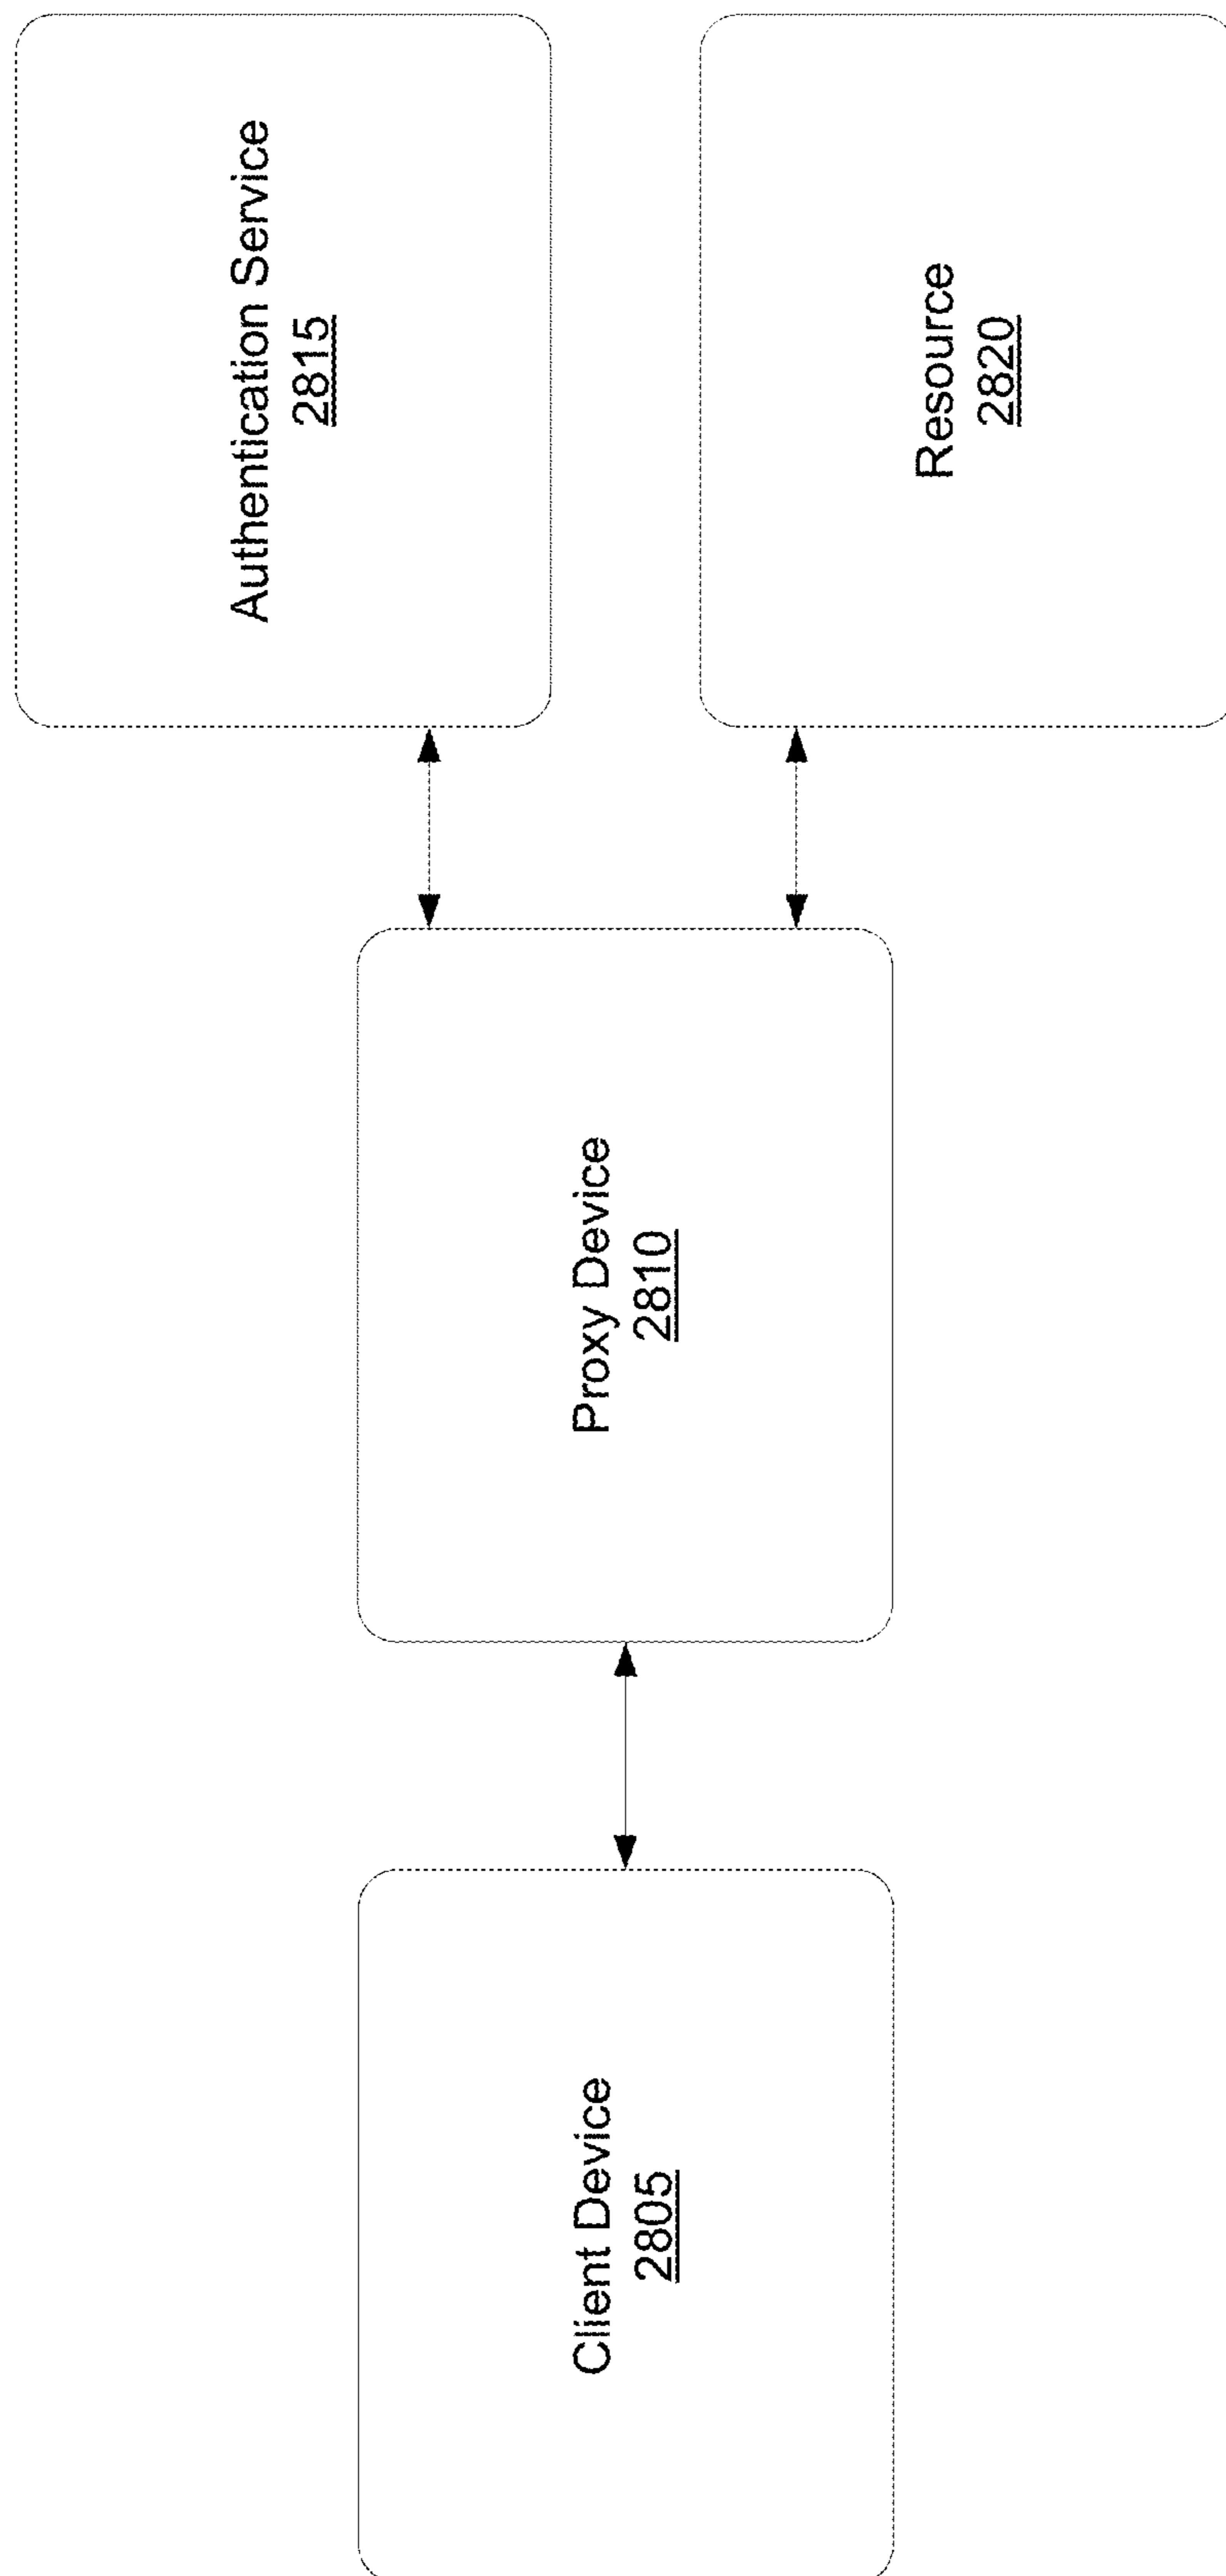 Client Device
2805
Proxy Device
2810
Authentication Service
2815
Resource
2820